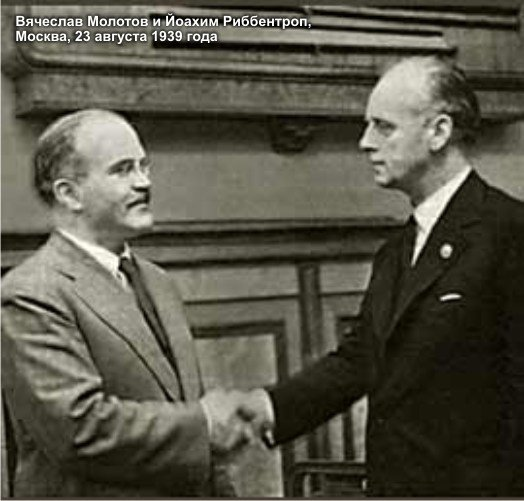 Вячеслав Молотов и Йоахим Риббентроп,
Москва, 23 августа 1939 года